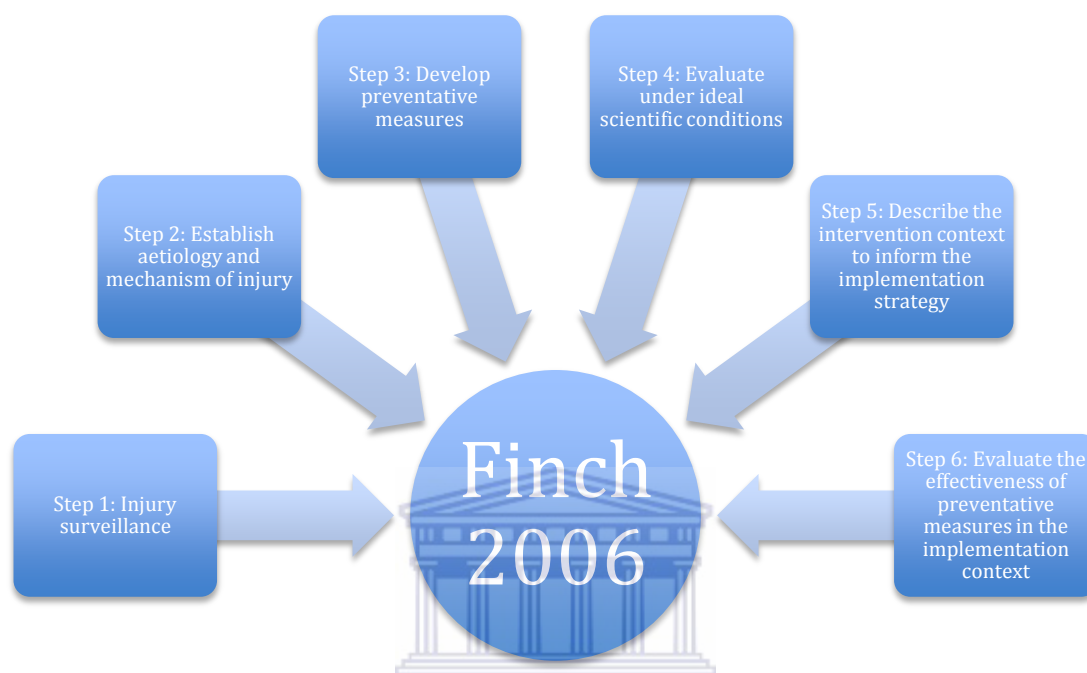 Step 1: Injury
surveillance
Step 2: Establish
aetiology and
mechanism of injury
Step 3: Develop
preventative
measures
Step 4: Evaluate
under ideal
scientific conditions
Step 5: Describe the
intervention context
to inform the
implementation
strategy
Step 6: Evaluate the
effectiveness of
preventative
measures in the
implementation
context
Finch
2006